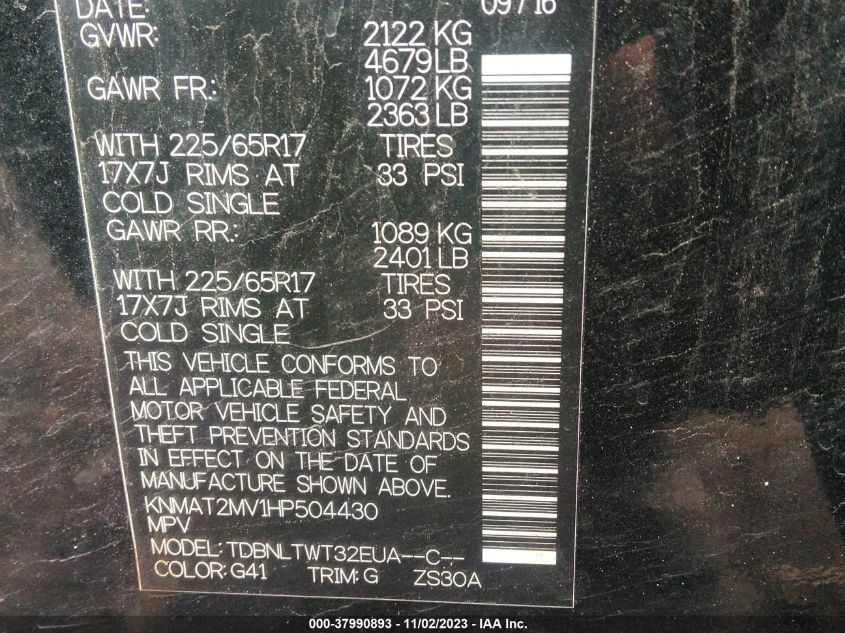 DATE: 09/16
GVWR: 2122 KG
4679 LB
GAWR FR: 1072 KG
2363 LB
WITH 225/65R17 TIRES
17X7J RIMS AT 33 PSI
COLD SINGLE
GAWR RR: 1089 KG
2401 LB
WITH 225/65R17 TIRES
17X7J RIMS AT 33 PSI
COLD SINGLE
THIS VEHICLE CONFORMS TO
ALL APPLICABLE FEDERAL
MOTOR VEHICLE SAFETY AND
THEFT PREVENTION STANDARDS
IN EFFECT ON THE DATE OF
MANUFACTURE SHOWN ABOVE.
KNMAT2MV1HP504430
MPV
MODEL: TDBNLTWT32EUA--C--
COLOR: G41 TRIM: G ZS30A
000-37990893 - 11/02/2023 - IAA Inc.